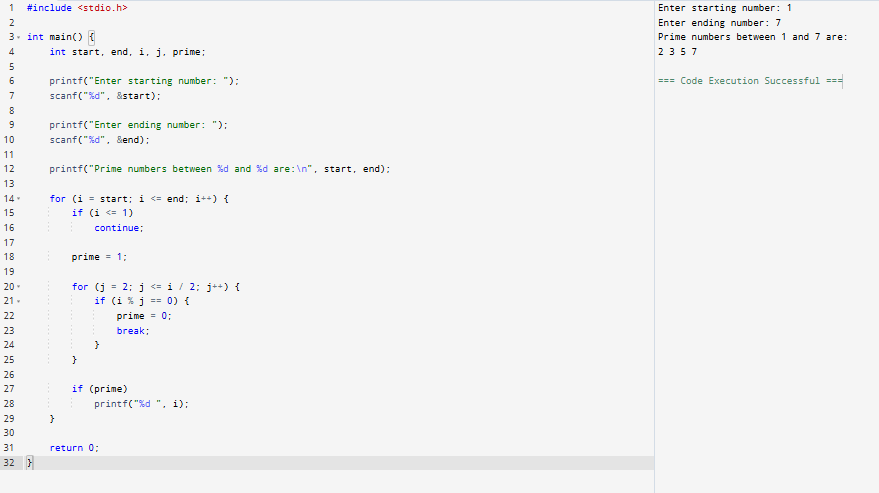 1 #include <stdio.h>
2
3 int main() {
4     int start, end, i, j, prime;
5
6     printf("Enter starting number: ");
7     scanf("%d", &start);
8
9     printf("Enter ending number: ");
10     scanf("%d", &end);
11
12     printf("Prime numbers between %d and %d are:\n", start, end);
13
14     for (i = start; i <= end; i++) {
15         if (i <= 1)
16             continue;
17
18         prime = 1;
19
20         for (j = 2; j <= i / 2; j++) {
21             if (i % j == 0) {
22                 prime = 0;
23                 break;
24             }
25         }
26
27         if (prime)
28             printf("%d ", i);
29     }
30
31     return 0;
32 }
Enter starting number: 1
Enter ending number: 7
Prime numbers between 1 and 7 are:
2 3 5 7
=== Code Execution Successful ===